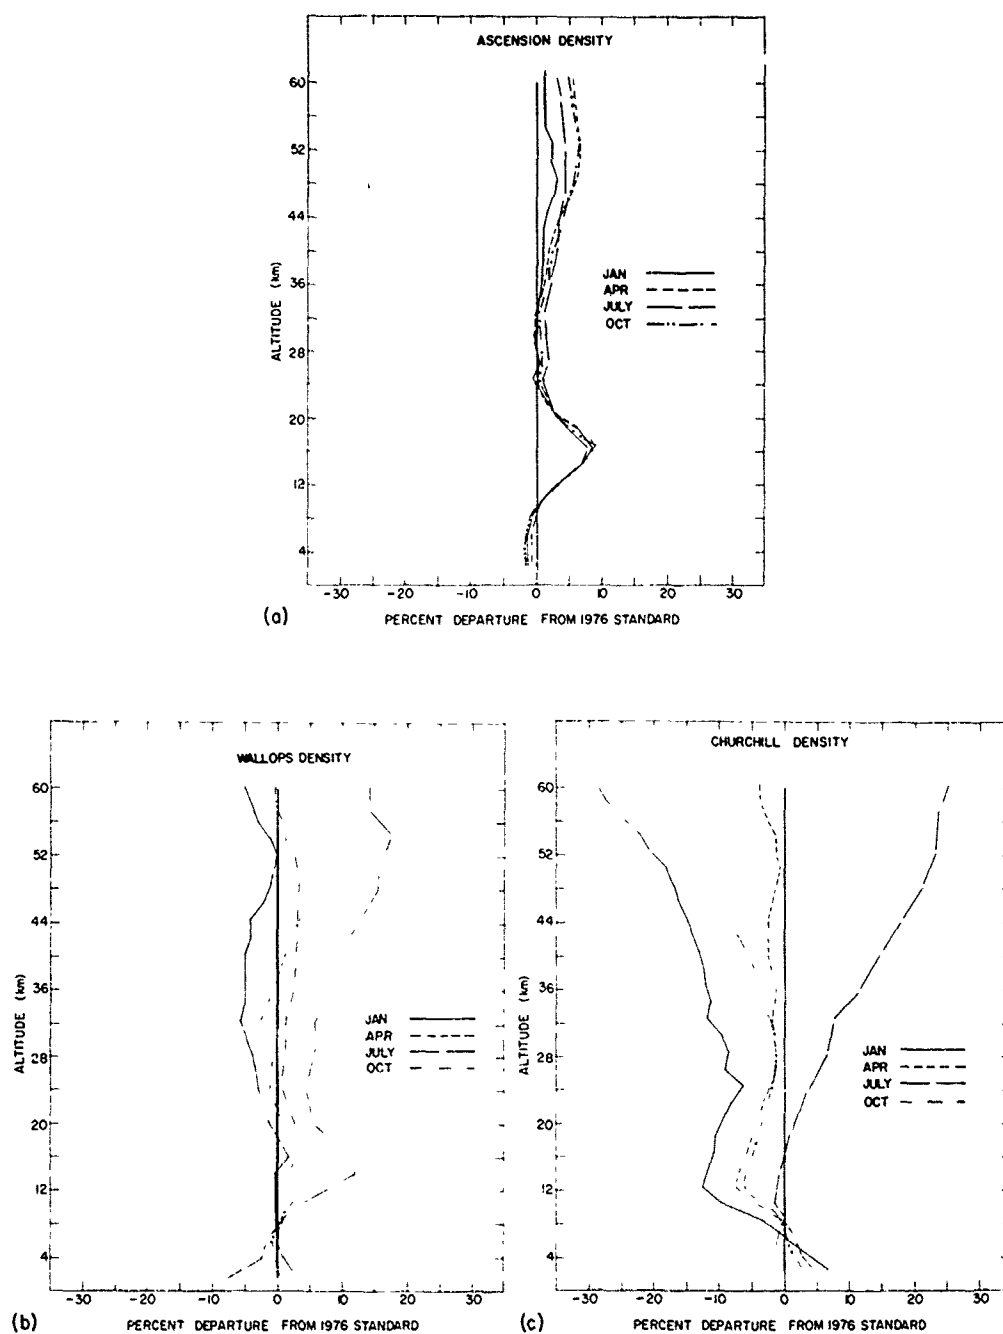 ASCENSION DENSITY
60
52
44
36
28
20
12
4
ALTITUDE (km)
JAN
APR
JULY
OCT
-30 -20 -10 0 10 20 30
(a)
PERCENT DEPARTURE FROM 1976 STANDARD
WALLOPS DENSITY
60
52
44
36
28
20
12
4
ALTITUDE (km)
JAN
APR
JULY
OCT
-30 -20 -10 0 10 20 30
(b)
PERCENT DEPARTURE FROM 1976 STANDARD
CHURCHILL DENSITY
60
52
44
36
28
20
12
4
ALTITUDE (km)
JAN
APR
JULY
OCT
-30 -20 -10 0 10 20 30
(c)
PERCENT DEPARTURE FROM 1976 STANDARD